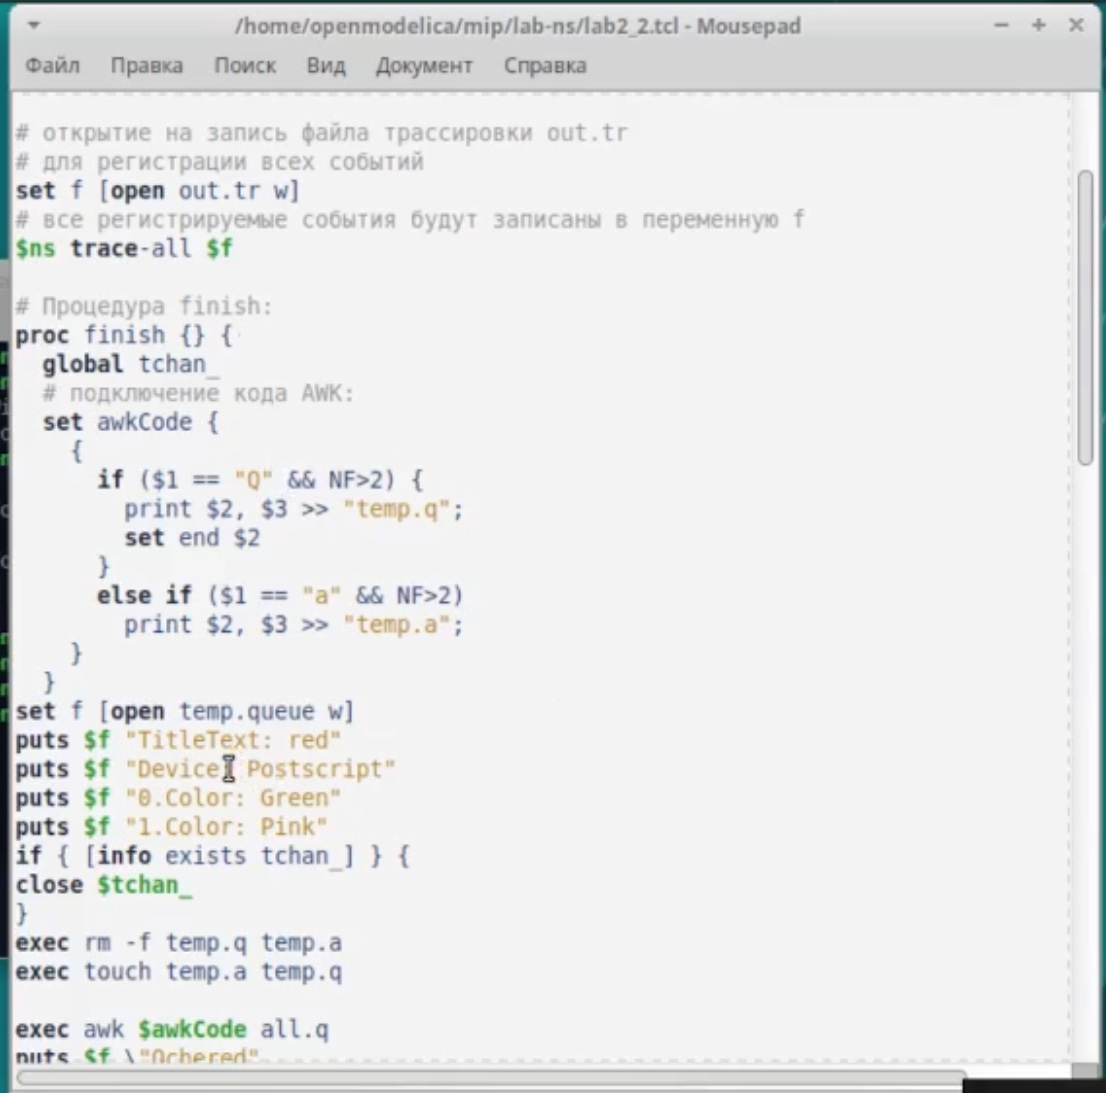 /home/openmodelica/mip/lab-ns/lab2_2.tcl - Mousepad
Файл Правка Поиск Вид Документ Справка
# открытие на запись файла трассировки out.tr
# для регистрации всех событий
set f [open out.tr w]
# все регистрируемые события будут записаны в переменную f
$ns trace-all $f
# Процедура finish:
proc finish {} {
global tchan_
# подключение кода AWK:
set awkCode {
{
if ($1 == "Q" && NF>2) {
print $2, $3 >> "temp.q";
set end $2
}
else if ($1 == "a" && NF>2)
print $2, $3 >> "temp.a";
}
}
set f [open temp.queue w]
puts $f "TitleText: red"
puts $f "Device: Postscript"
puts $f "0.Color: Green"
puts $f "1.Color: Pink"
if { [info exists tchan_] } {
close $tchan_
}
exec rm -f temp.q temp.a
exec touch temp.a temp.q
exec awk $awkCode all.q
puts $f \"Ochered"